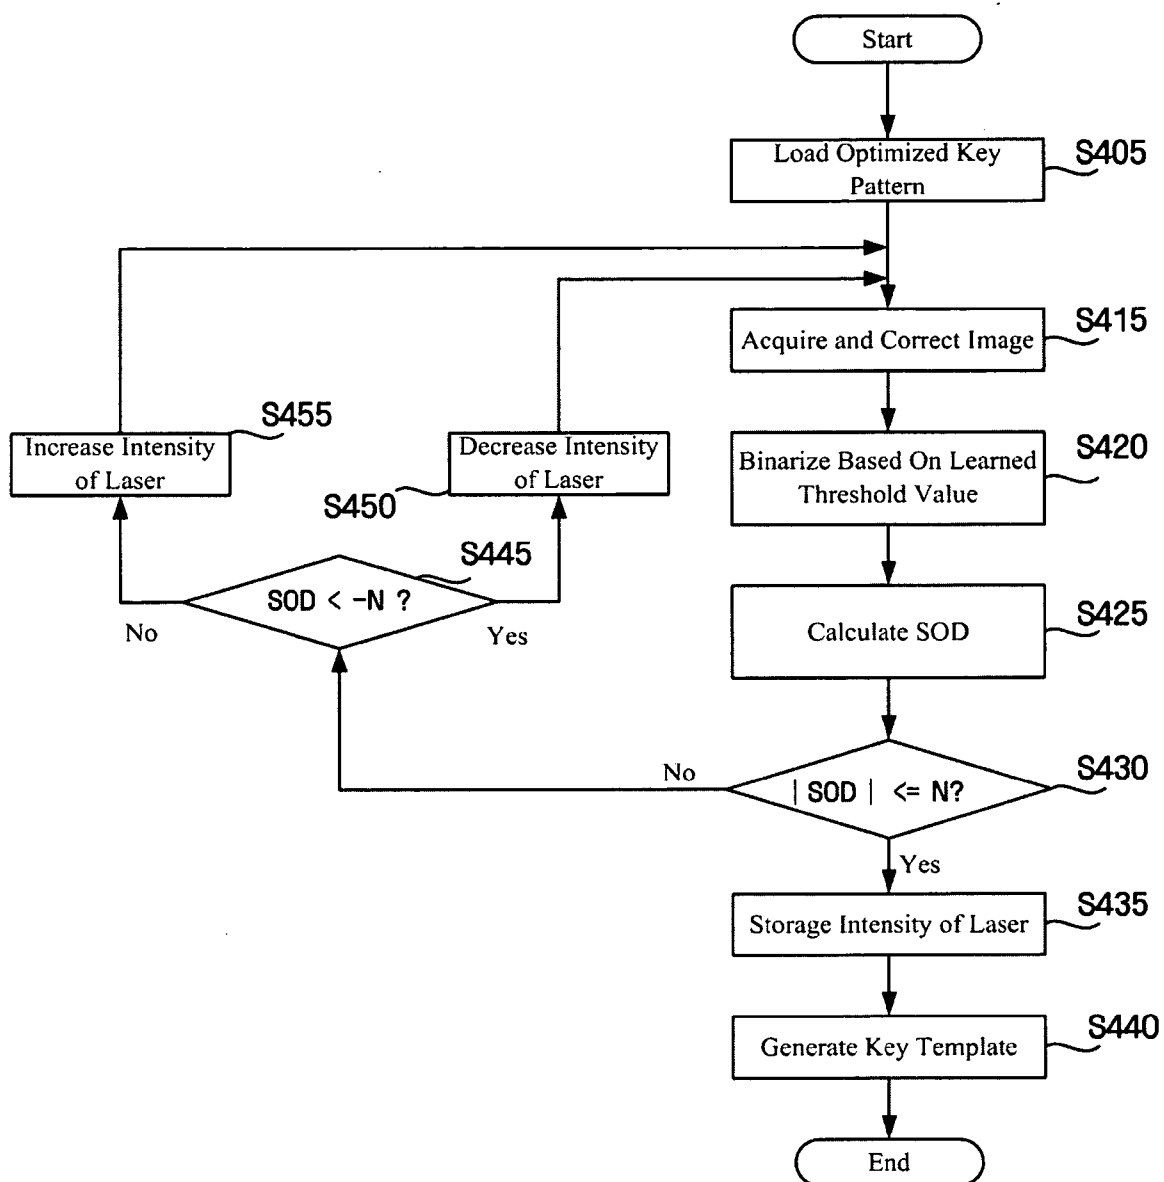 Start
Load Optimized Key
Pattern
S405
Acquire and Correct Image
S415
Increase Intensity
of Laser
S455
Decrease Intensity
of Laser
S450
Binarize Based On Learned
Threshold Value
S420
SOD < -N ?
S445
No
Yes
Calculate SOD
S425
| SOD | <= N?
S430
No
Yes
Storage Intensity of Laser
S435
Generate Key Template
S440
End